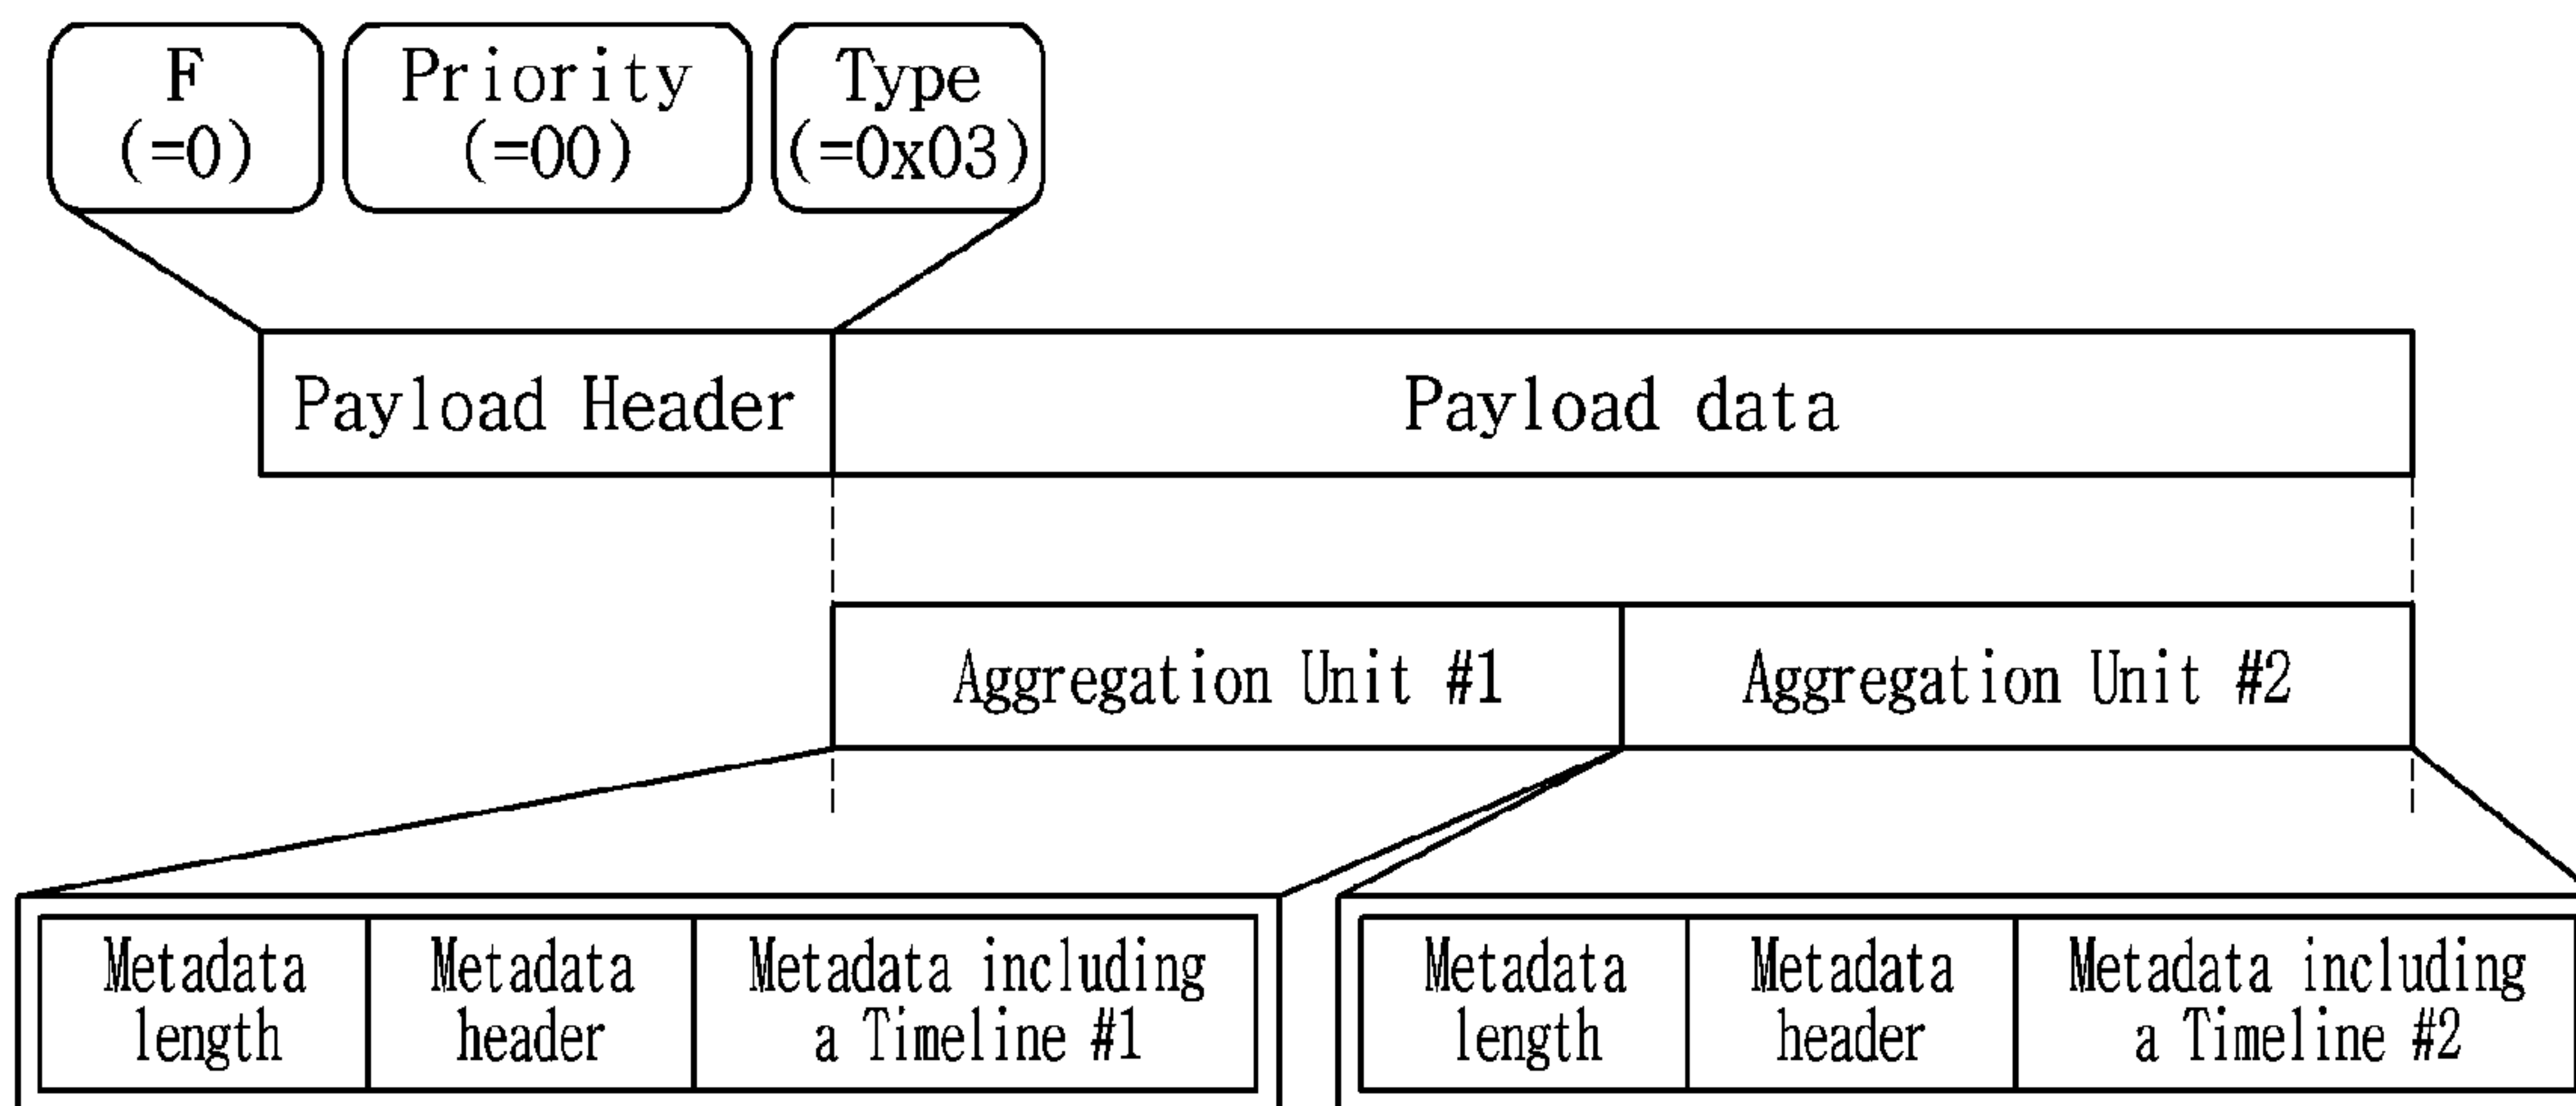 F
(=0)
Priority
(=00)
Type
(=0x03)
Payload Header
Payload data
Aggregation Unit #1
Aggregation Unit #2
Metadata
length
Metadata
header
Metadata including
a Timeline #1
Metadata
length
Metadata
header
Metadata including
a Timeline #2